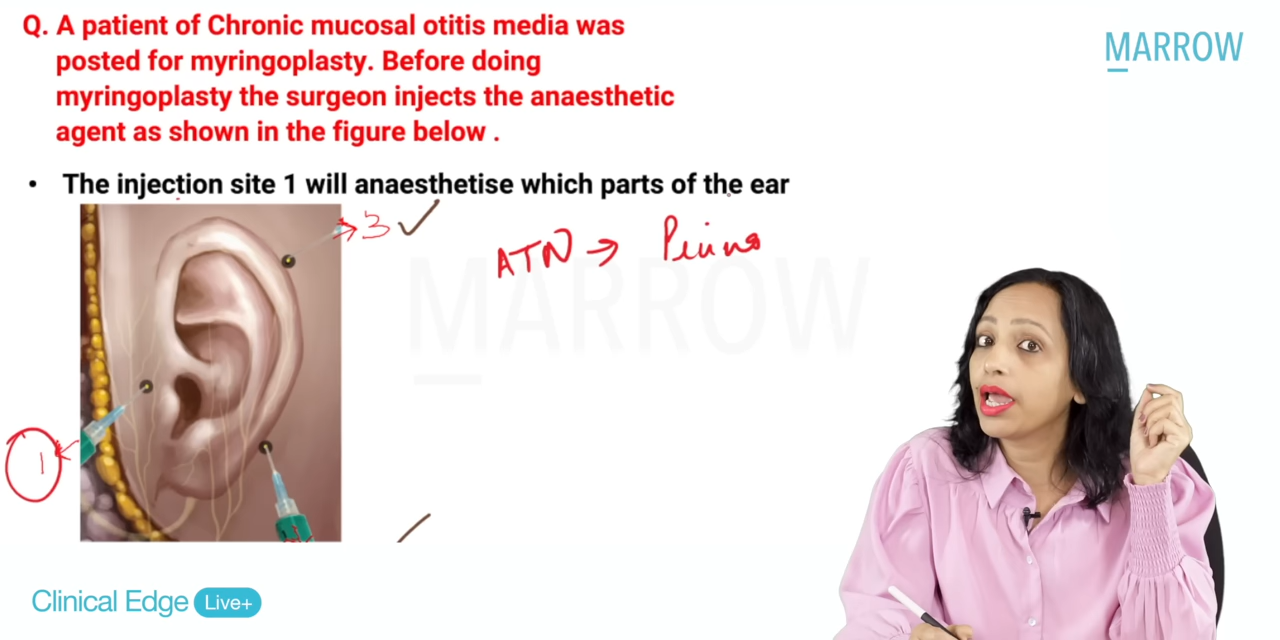 Q. A patient of Chronic mucosal otitis media was
posted for myringoplasty. Before doing
myringoplasty the surgeon injects the anaesthetic
agent as shown in the figure below .
MARROW
• The injection site 1 will anaesthetise which parts of the ear
3
ATN → Pinna
MARROW
1
Clinical Edge Live+